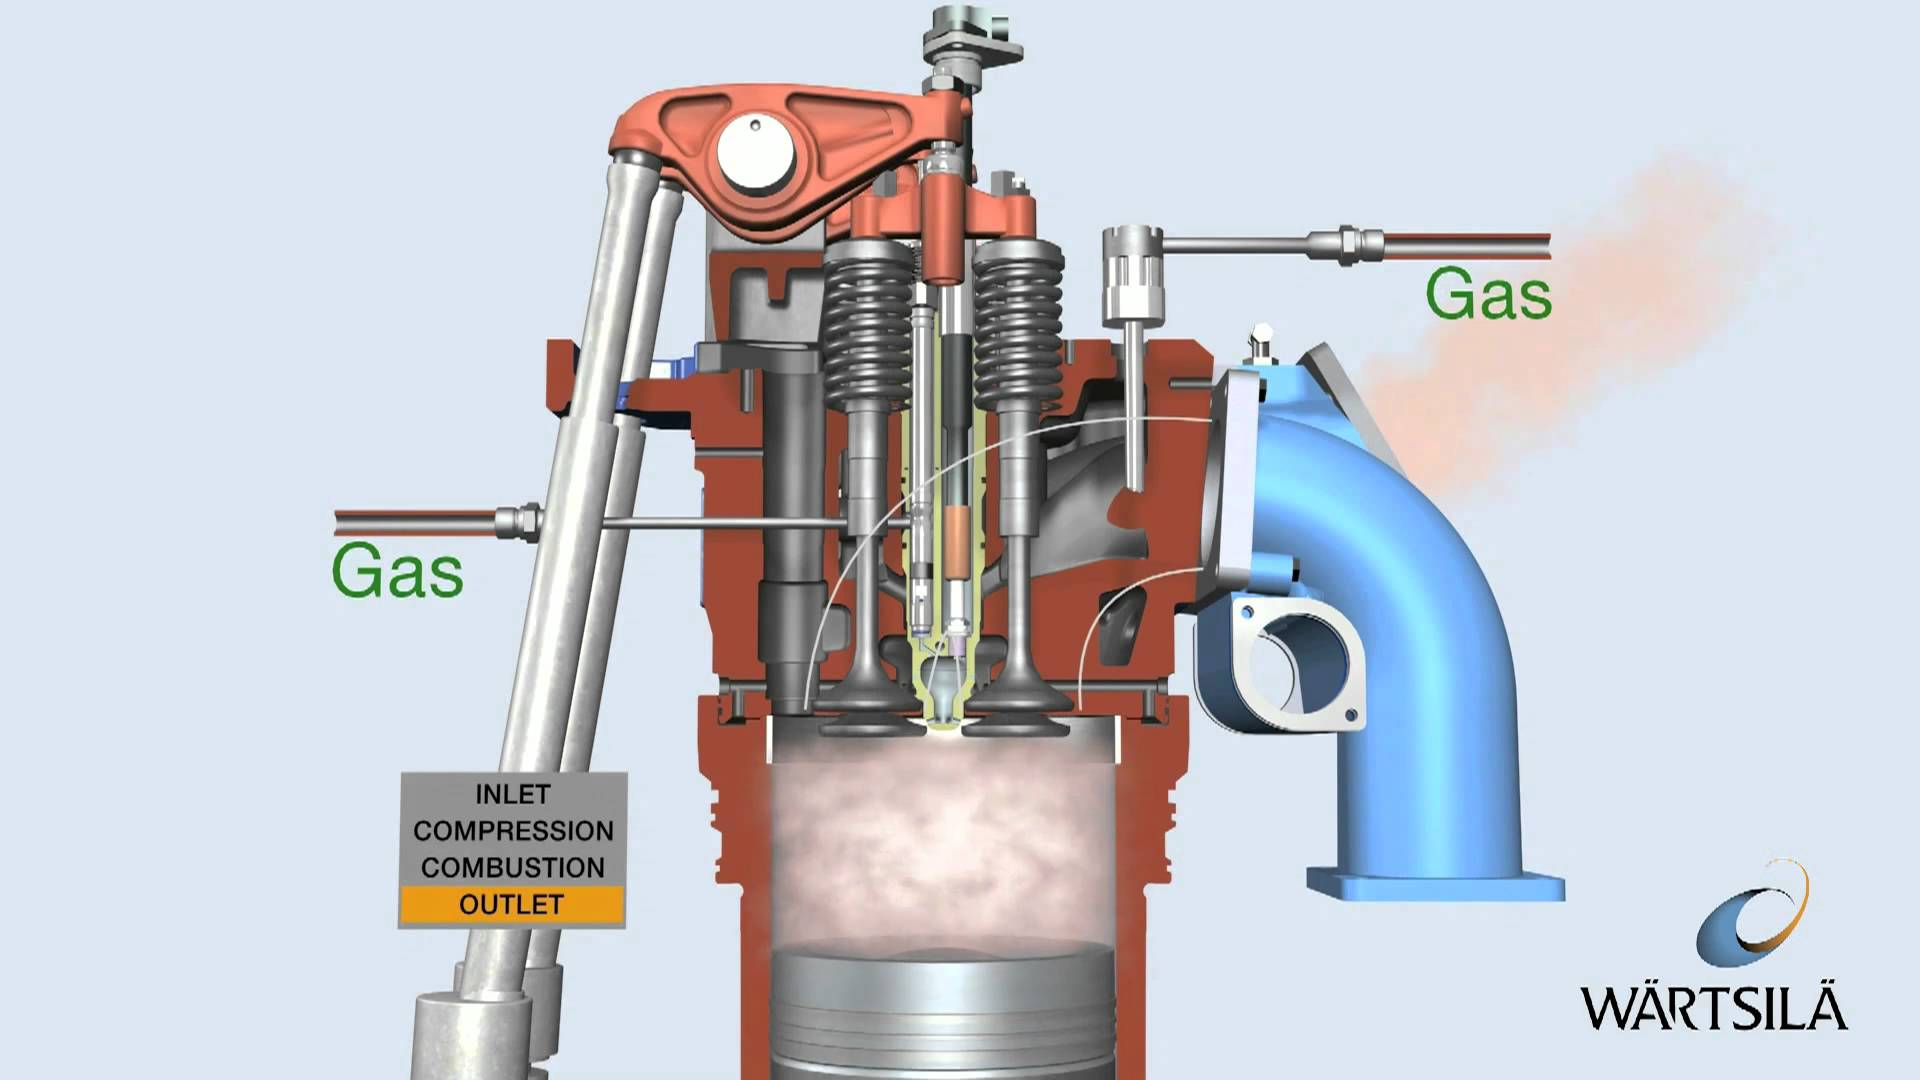 Gas
Gas
INLET
COMPRESSION
COMBUSTION
OUTLET
WÄRTSILÄ